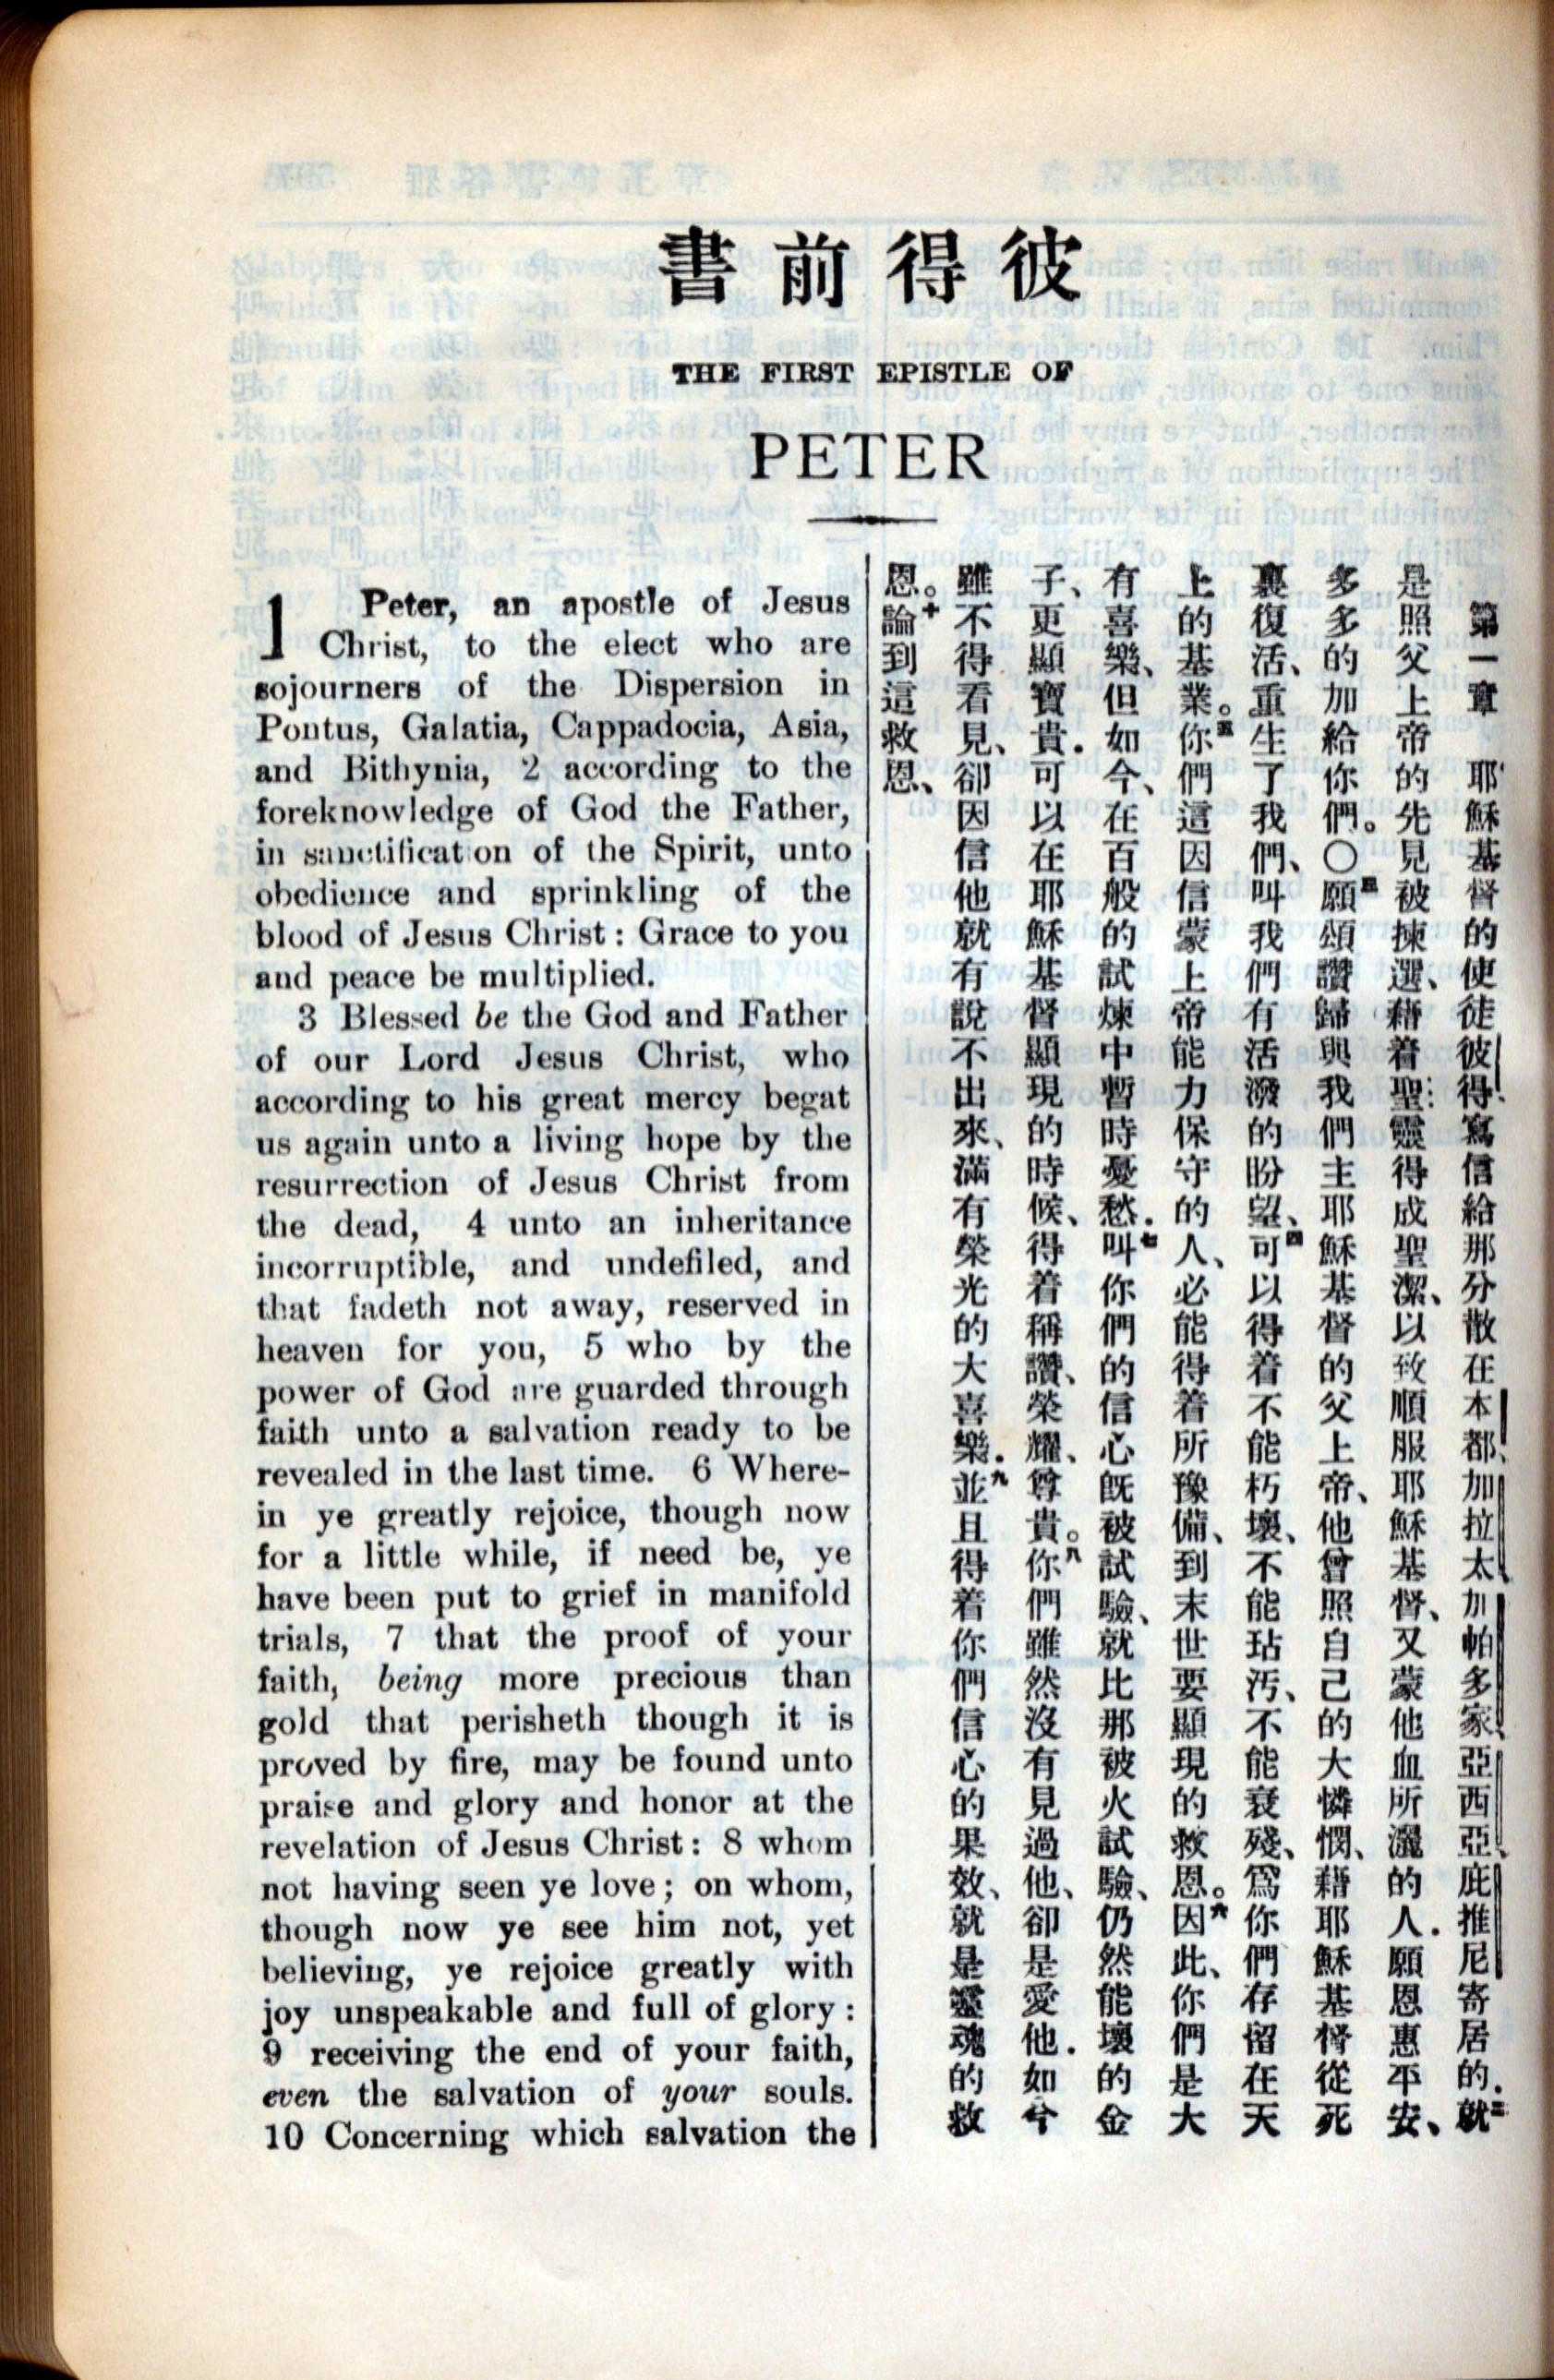 彼得前書
THE FIRST EPISTLE OF
PETER
1 Peter, an apostle of Jesus
Christ, to the elect who are
sojourners of the Dispersion in
Pontus, Galatia, Cappadocia, Asia,
and Bithynia, 2 according to the
foreknowledge of God the Father,
in sanctification of the Spirit, unto
obedience and sprinkling of the
blood of Jesus Christ: Grace to you
and peace be multiplied.
3 Blessed be the God and Father
of our Lord Jesus Christ, who
according to his great mercy begat
us again unto a living hope by the
resurrection of Jesus Christ from
the dead, 4 unto an inheritance
incorruptible, and undefiled, and
that fadeth not away, reserved in
heaven for you, 5 who by the
power of God are guarded through
faith unto a salvation ready to be
revealed in the last time. 6 Where-
in ye greatly rejoice, though now
for a little while, if need be, ye
have been put to grief in manifold
trials, 7 that the proof of your
faith, being more precious than
gold that perisheth though it is
proved by fire, may be found unto
praise and glory and honor at the
revelation of Jesus Christ: 8 whom
not having seen ye love; on whom,
though now ye see him not, yet
believing, ye rejoice greatly with
joy unspeakable and full of glory:
9 receiving the end of your faith,
even the salvation of your souls.
10 Concerning which salvation the
第一章 耶穌基督的使徒彼得、寫信給那分散在本都、加拉太、加帕多家、亞西亞、庇推尼寄居的．就二
是照父上帝的先見被揀選、藉着聖靈得成聖潔、以致順服耶穌基督、又蒙他血所灑的人．願恩惠平安、
多多的加給你們。〇願三頌讚歸與我們主耶穌基督的父上帝、他曾照自己的大憐憫、藉耶穌基督從死
裏復活、重生了我們、叫我們有活潑的盼望、可四以得着不能朽壞、不能玷污、不能衰殘、爲你們存留在天
上的基業。你五們這因信蒙上帝能力保守的人、必能得着所豫備、到末世要顯現的救恩。因六此、你們是大
有喜樂、但如今、在百般的試煉中暫時憂愁．叫七你們的信心既被試驗、就比那被火試驗、仍然能壞的金
子、更顯寶貴．可以在耶穌基督顯現的時候、得着稱讚、榮耀、尊貴。你八們雖然沒有見過他、卻是愛他．如今
雖不得看見、卻因信他就有說不出來、滿有榮光的大喜樂．並九且得着你們信心的果效、就是靈魂的救
恩。論十到這救恩、